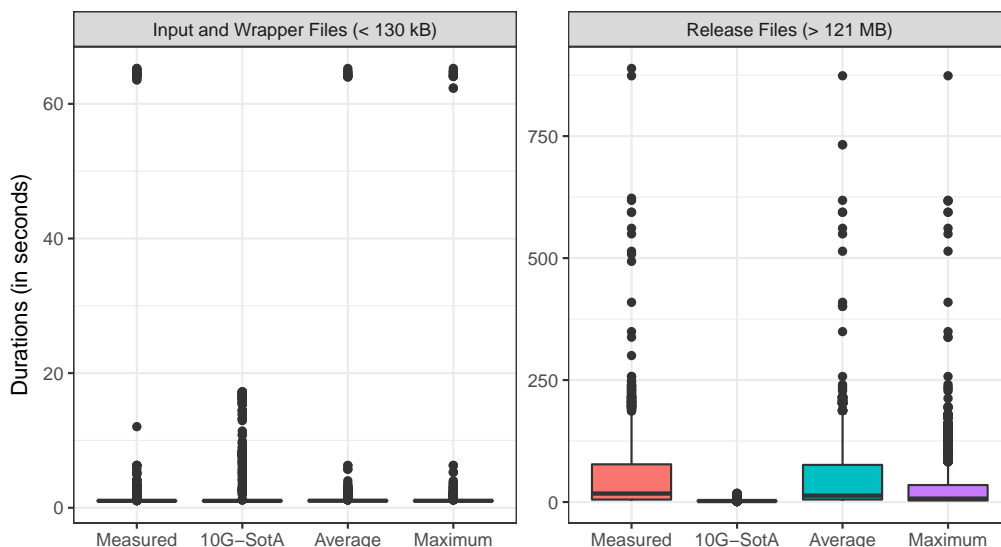 Input and Wrapper Files (< 130 kB)
Release Files (> 121 MB)
Durations (in seconds)
60
40
20
0
750
500
250
0
Measured 10G−SotA Average Maximum
Measured 10G−SotA Average Maximum